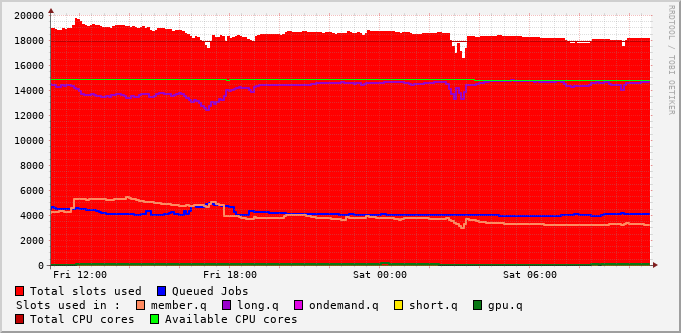 20000
18000
16000
14000
12000
10000
8000
6000
4000
2000
0
Fri 12:00 Fri 18:00 Sat 00:00 Sat 06:00
Total slots used Queued Jobs
Slots used in : member.q long.q ondemand.q short.q gpu.q
Total CPU cores Available CPU cores
RRDTOOL / TOBI OETIKER